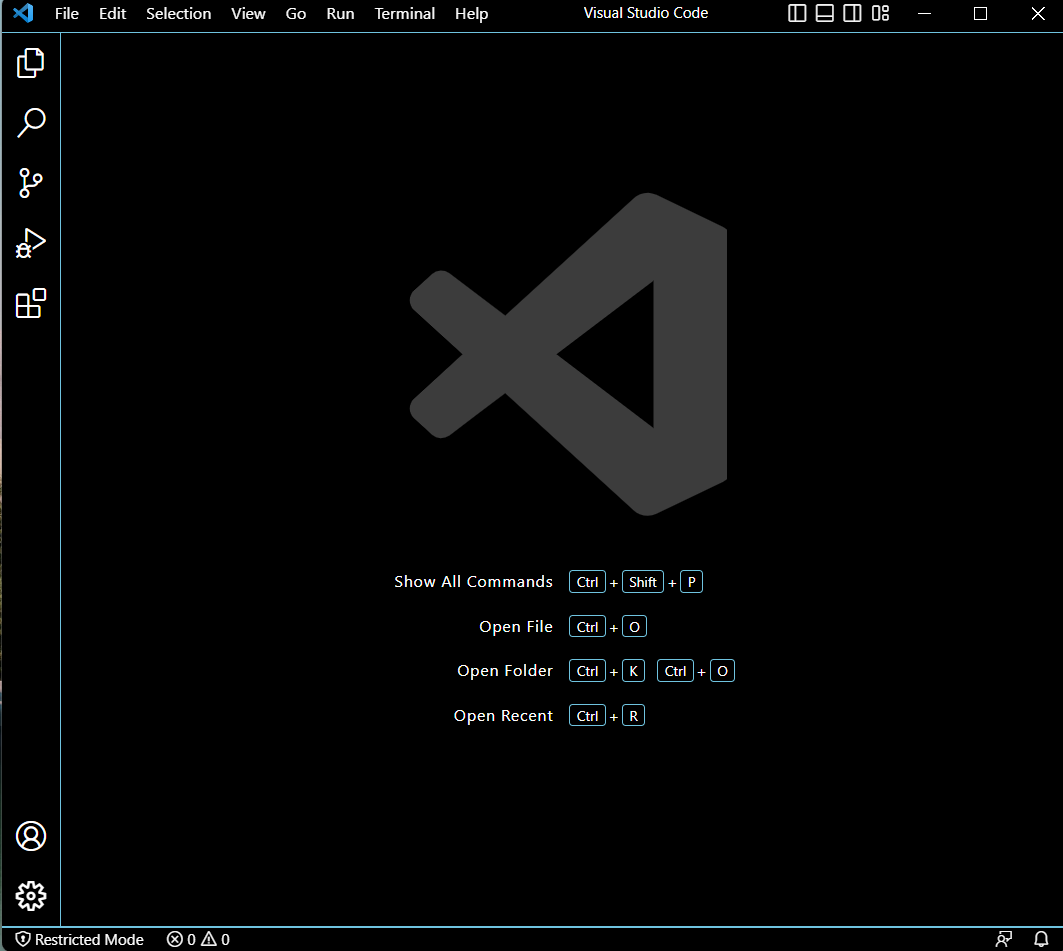 File Edit Selection View Go Run Terminal Help Visual Studio Code
Show All Commands Ctrl + Shift + P
Open File Ctrl + O
Open Folder Ctrl + K Ctrl + O
Open Recent Ctrl + R
Restricted Mode 0 0